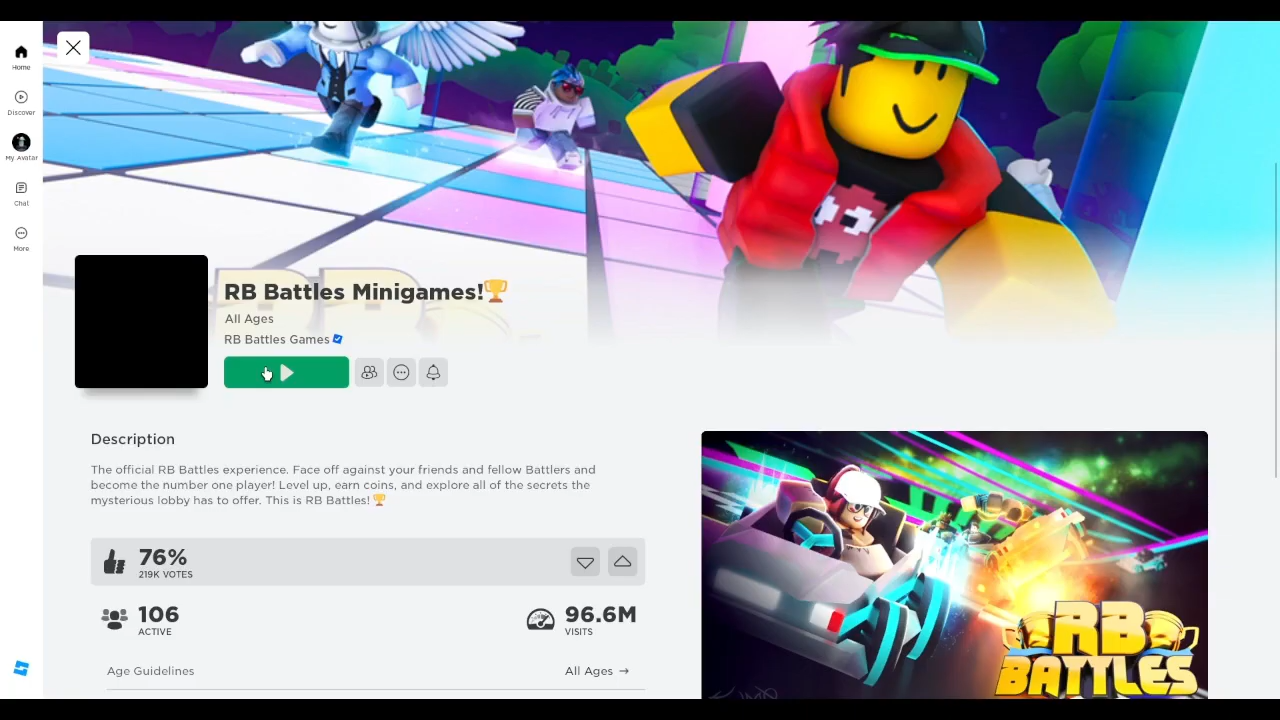 Home
Discover
My Avatar
Chat
More
RB Battles Minigames!🏆
All Ages
RB Battles Games
Description
The official RB Battles experience. Face off against your friends and fellow Battlers and
become the number one player! Level up, earn coins, and explore all of the secrets the
mysterious lobby has to offer. This is RB Battles!🏆
76%
219K VOTES
106
ACTIVE
96.6M
VISITS
Age Guidelines
All Ages →
RB
BATTLES